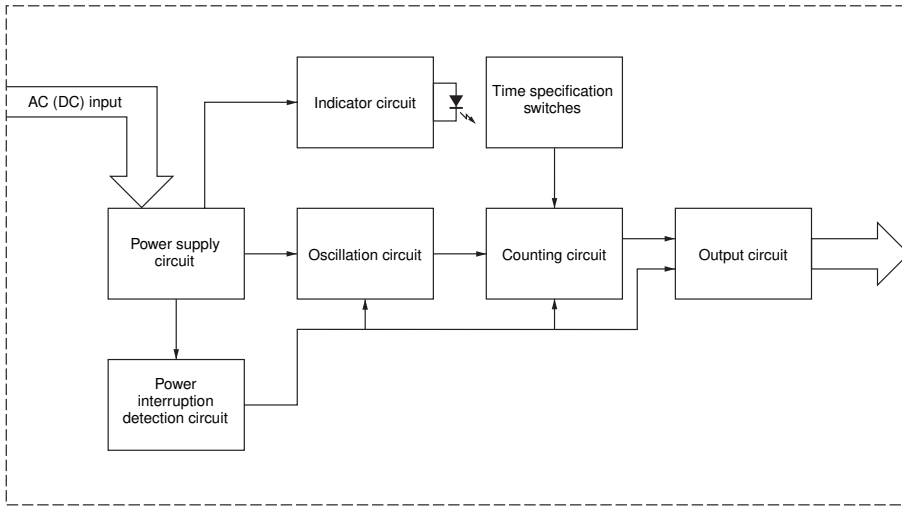 AC (DC) input
Indicator circuit
Time specification
switches
Power supply
circuit
Oscillation circuit
Counting circuit
Output circuit
Power
interruption
detection circuit